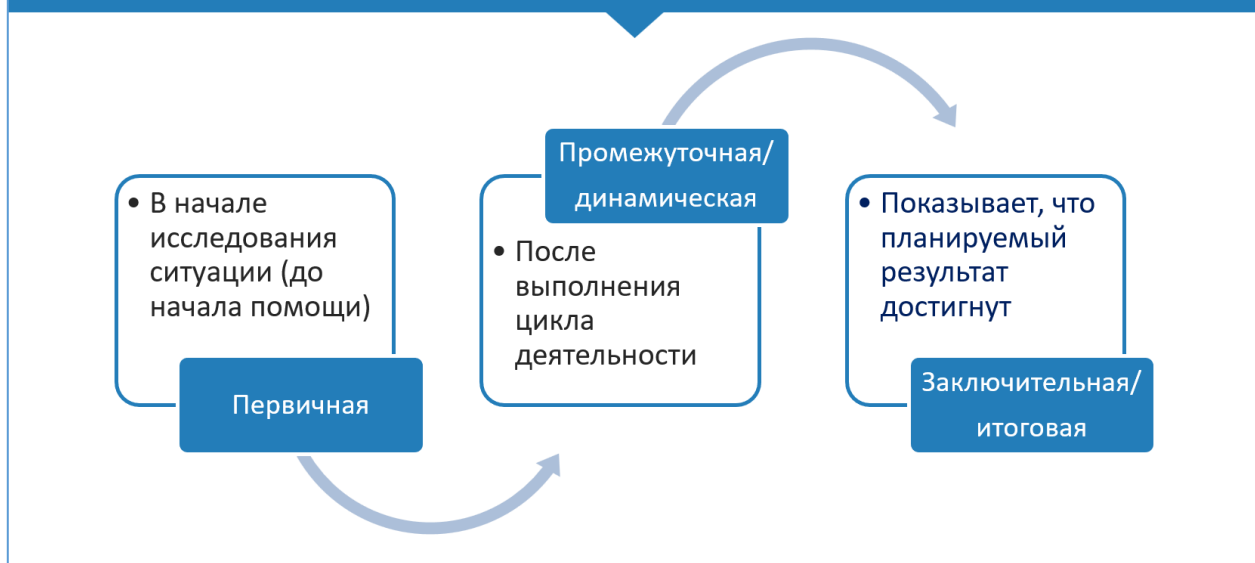 • В начале
исследования
ситуации (до
начала помощи)
Первичная
Промежуточная/
динамическая
• После
выполнения
цикла
деятельности
• Показывает, что
планируемый
результат
достигнут
Заключительная/
итоговая